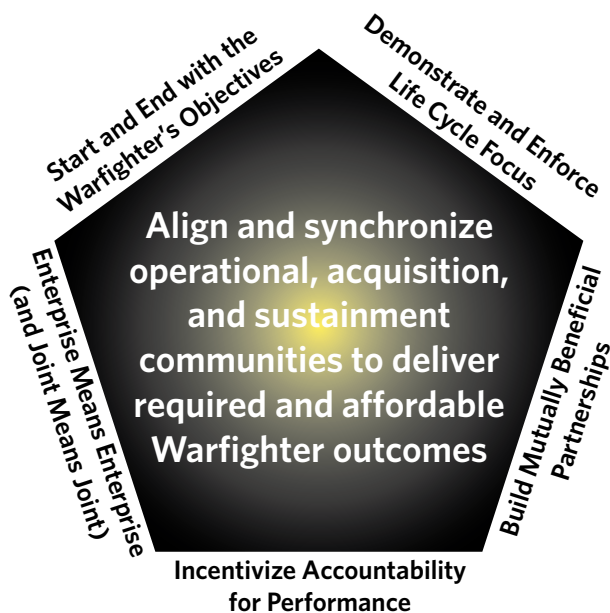 Start and End with the
Warfighter's Objectives
Demonstrate and Enforce
Life Cycle Focus
Enterprise Means Enterprise
(and Joint Means Joint)
Align and synchronize
operational, acquisition,
and sustainment
communities to deliver
required and affordable
Warfighter outcomes
Build Mutually Beneficial
Partnerships
Incentivize Accountability
for Performance